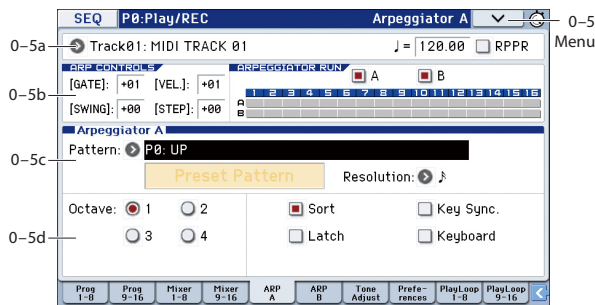 SEQ P0:Play/REC Arpeggiator A
0–5
Menu
0–5a
Track01: MIDI TRACK 01 ♩= 120.00 RPPR
ARP CONTROLS ARPEGGIATOR RUN A B
0–5b
[GATE]: +01 [VEL.]: +01
1 2 3 4 5 6 7 8 9 10 11 12 13 14 15 16
[SWING]: +00 [STEP]: +00
A
B
Arpeggiator A
0–5c
Pattern: P0: UP
Preset Pattern Resolution:
Octave: 1 2 Sort Key Sync.
0–5d
3 4 Latch Keyboard
Prog 1-8 Prog 9-16 Mixer 1-8 Mixer 9-16 ARP A ARP B Tone Adjust Prefe-rences PlayLoop 1-8 PlayLoop 9-16